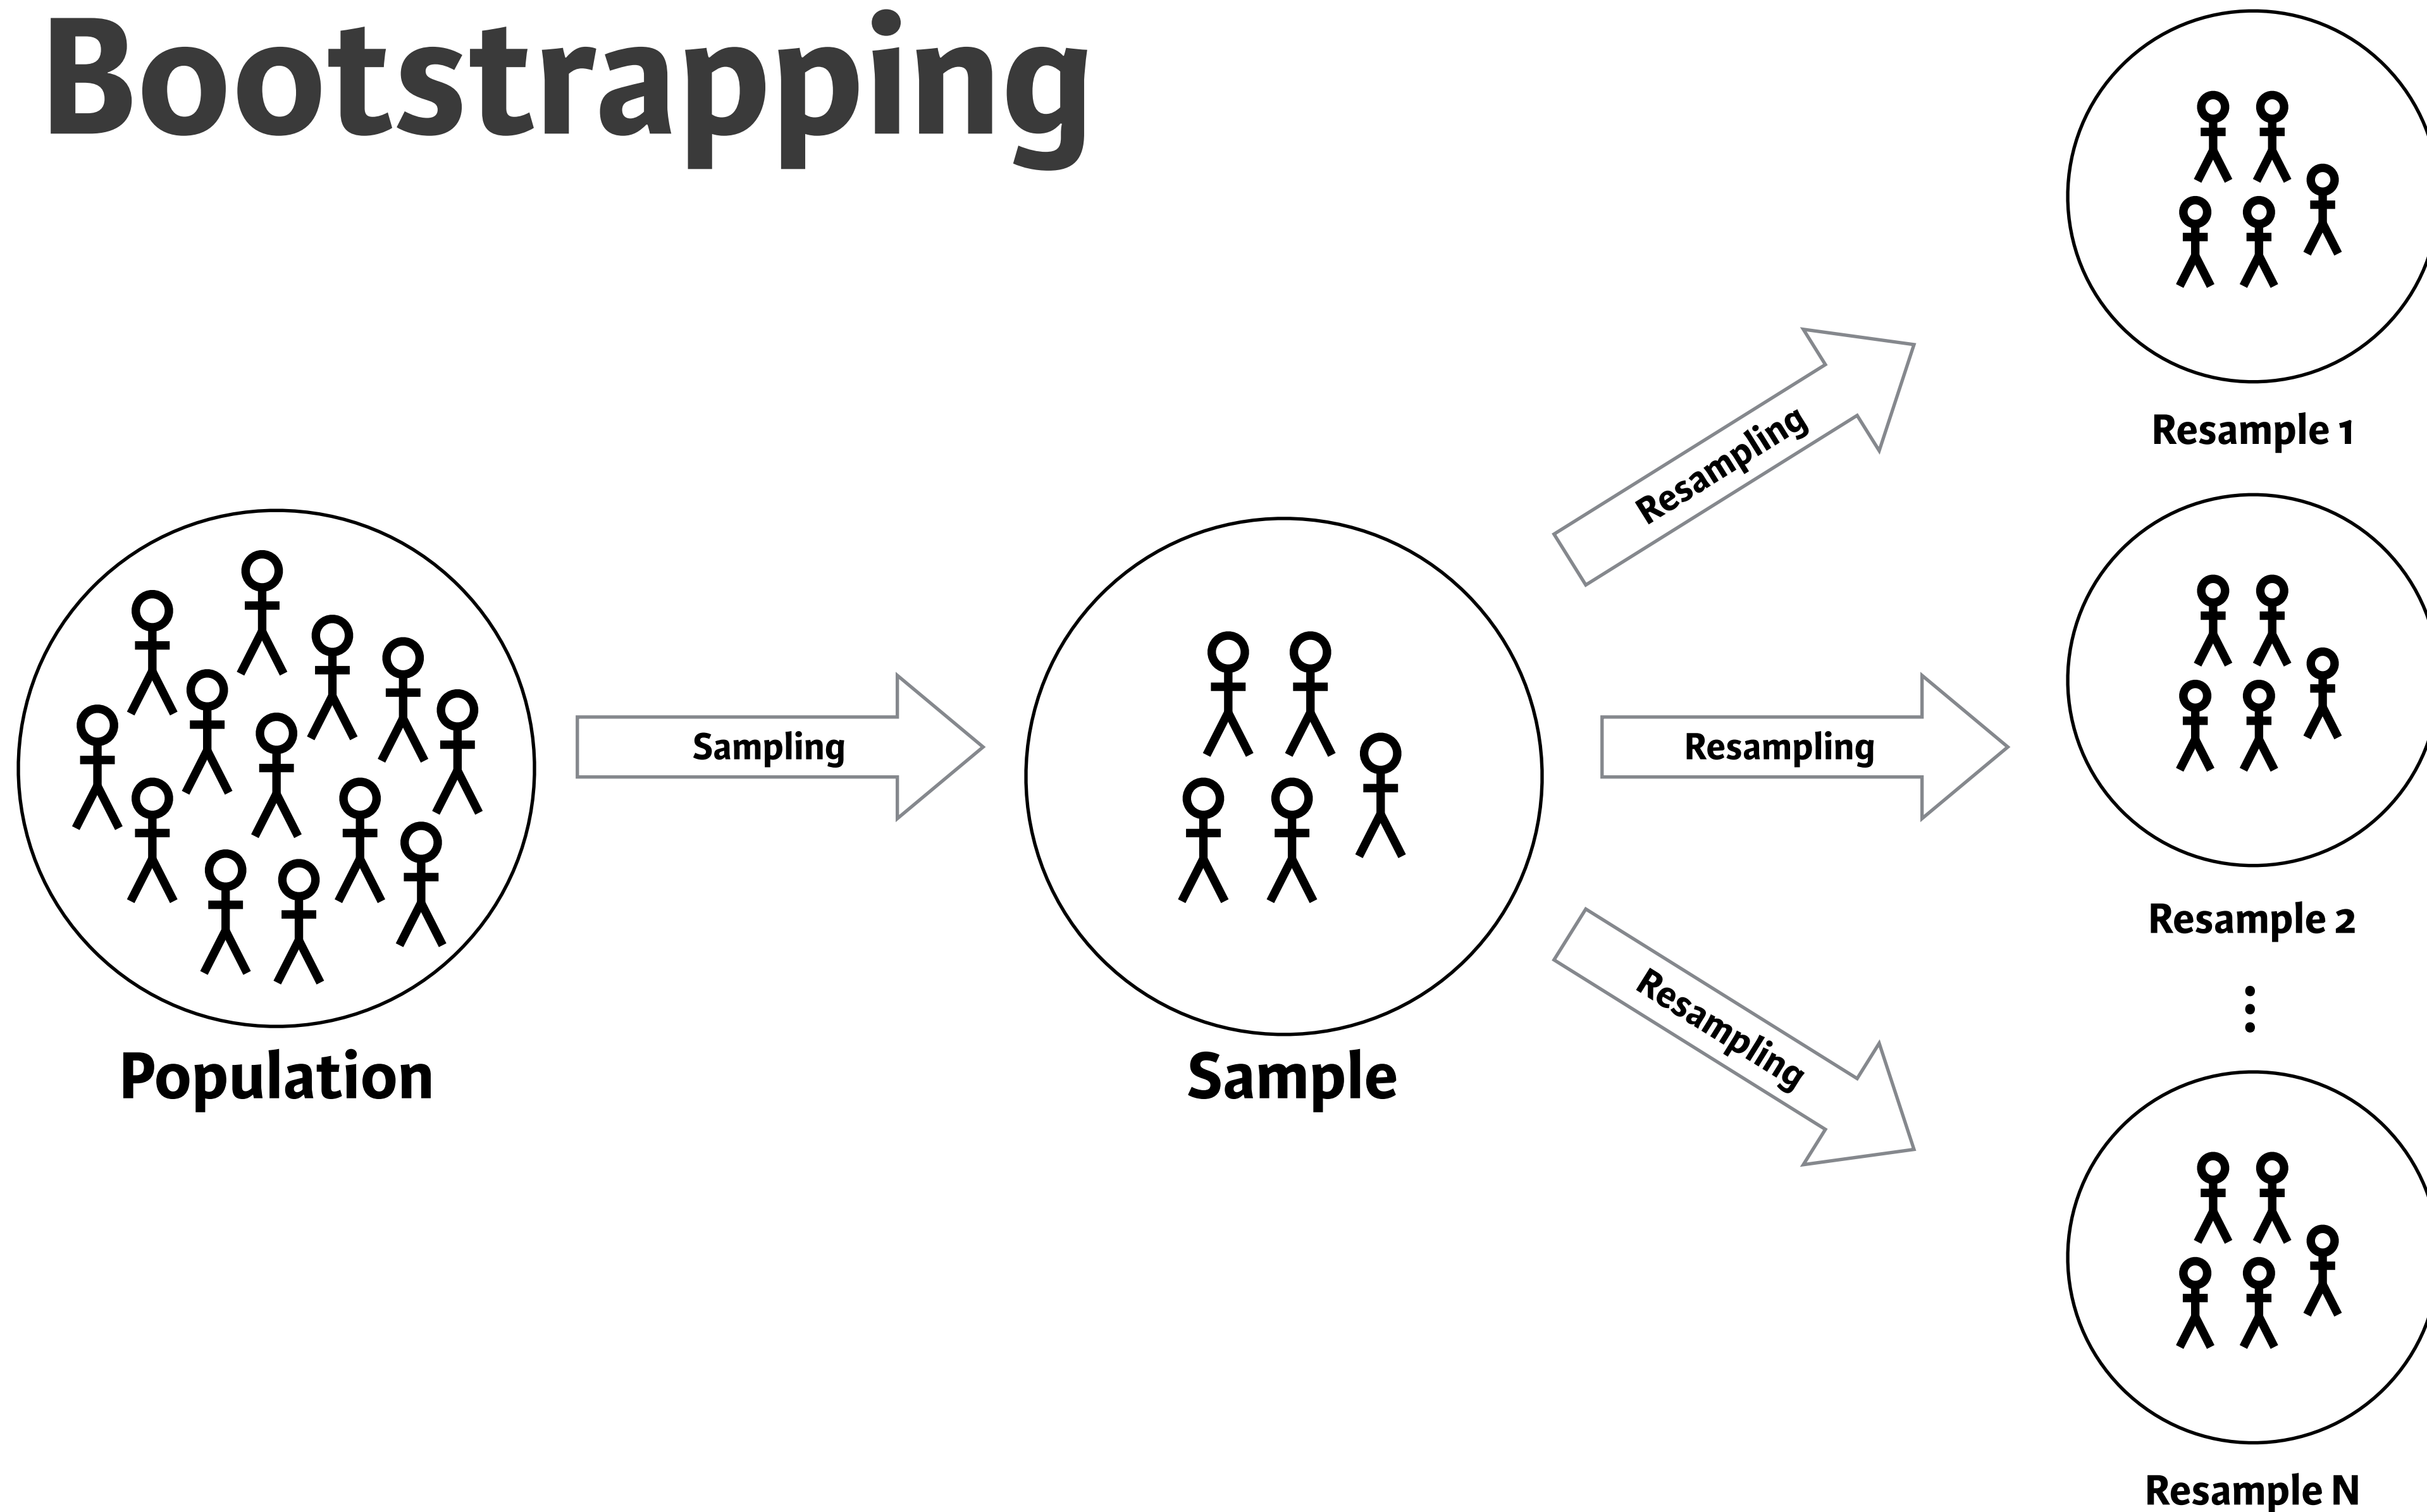 Bootstrapping
Population
Sampling
Sample
Resampling
Resampling
Resampling
Resample 1
Resample 2
Resample N